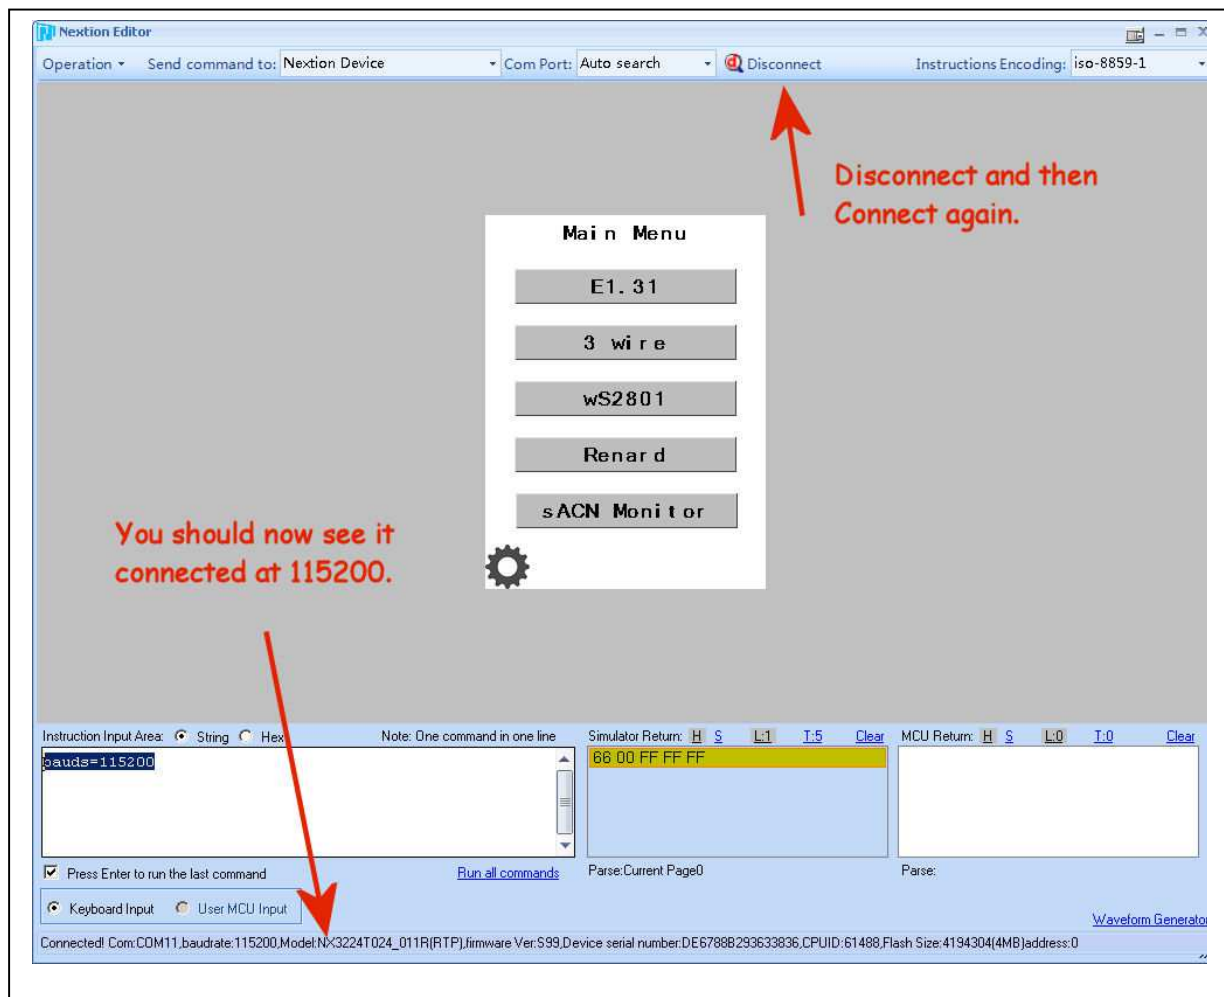 Nextion Editor
Operation Send command to: Nextion Device Com Port: Auto search Disconnect Instructions Encoding: iso-8859-1
Disconnect and then
Connect again.
Main Menu
E1.31
3 wire
wS2801
Renard
sACN Monitor
You should now see it
connected at 115200.
Instruction Input Area: String Hex Note: One command in one line Simulator Return: H S L:1 T:5 Clear MCU Return: H S L:0 T:0 Clear
bauds=115200
66 00 FF FF FF
Press Enter to run the last command Run all commands Parse:Current Page0 Parse:
Keyboard Input User MCU Input
Waveform Generator
Connected! Com:COM11,baudrate:115200,Model:NX3224T024_011R(RTP),firmware Ver:S99,Device serial number:DE6788B293633836,CPUID:61488,Flash Size:4194304(4MB)address:0